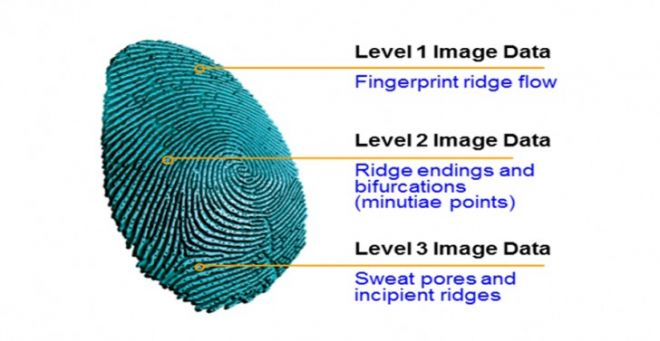 Level 1 Image Data
Fingerprint ridge flow
Level 2 Image Data
Ridge endings and
bifurcations
(minutiae points)
Level 3 Image Data
Sweat pores and
incipient ridges